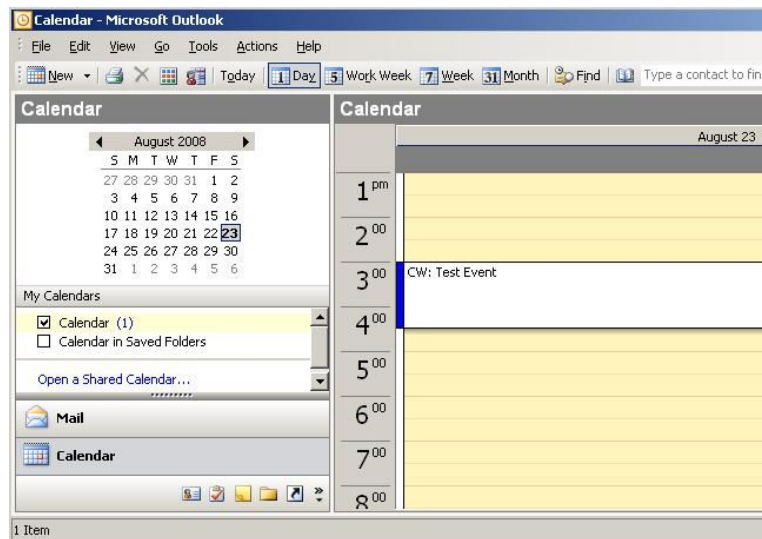 Calendar - Microsoft Outlook
File Edit View Go Tools Actions Help
New Today 1 Day 5 Work Week 7 Week 31 Month Find Type a contact to fin
Calendar
August 2008
S M T W T F S
27 28 29 30 31 1 2
3 4 5 6 7 8 9
10 11 12 13 14 15 16
17 18 19 20 21 22 23
24 25 26 27 28 29 30
31 1 2 3 4 5 6
My Calendars
Calendar (1)
Calendar in Saved Folders
Open a Shared Calendar...
Mail
Calendar
Calendar
August 23
1 pm
2 00
3 00 CW: Test Event
4 00
5 00
6 00
7 00
8 00
1 Item